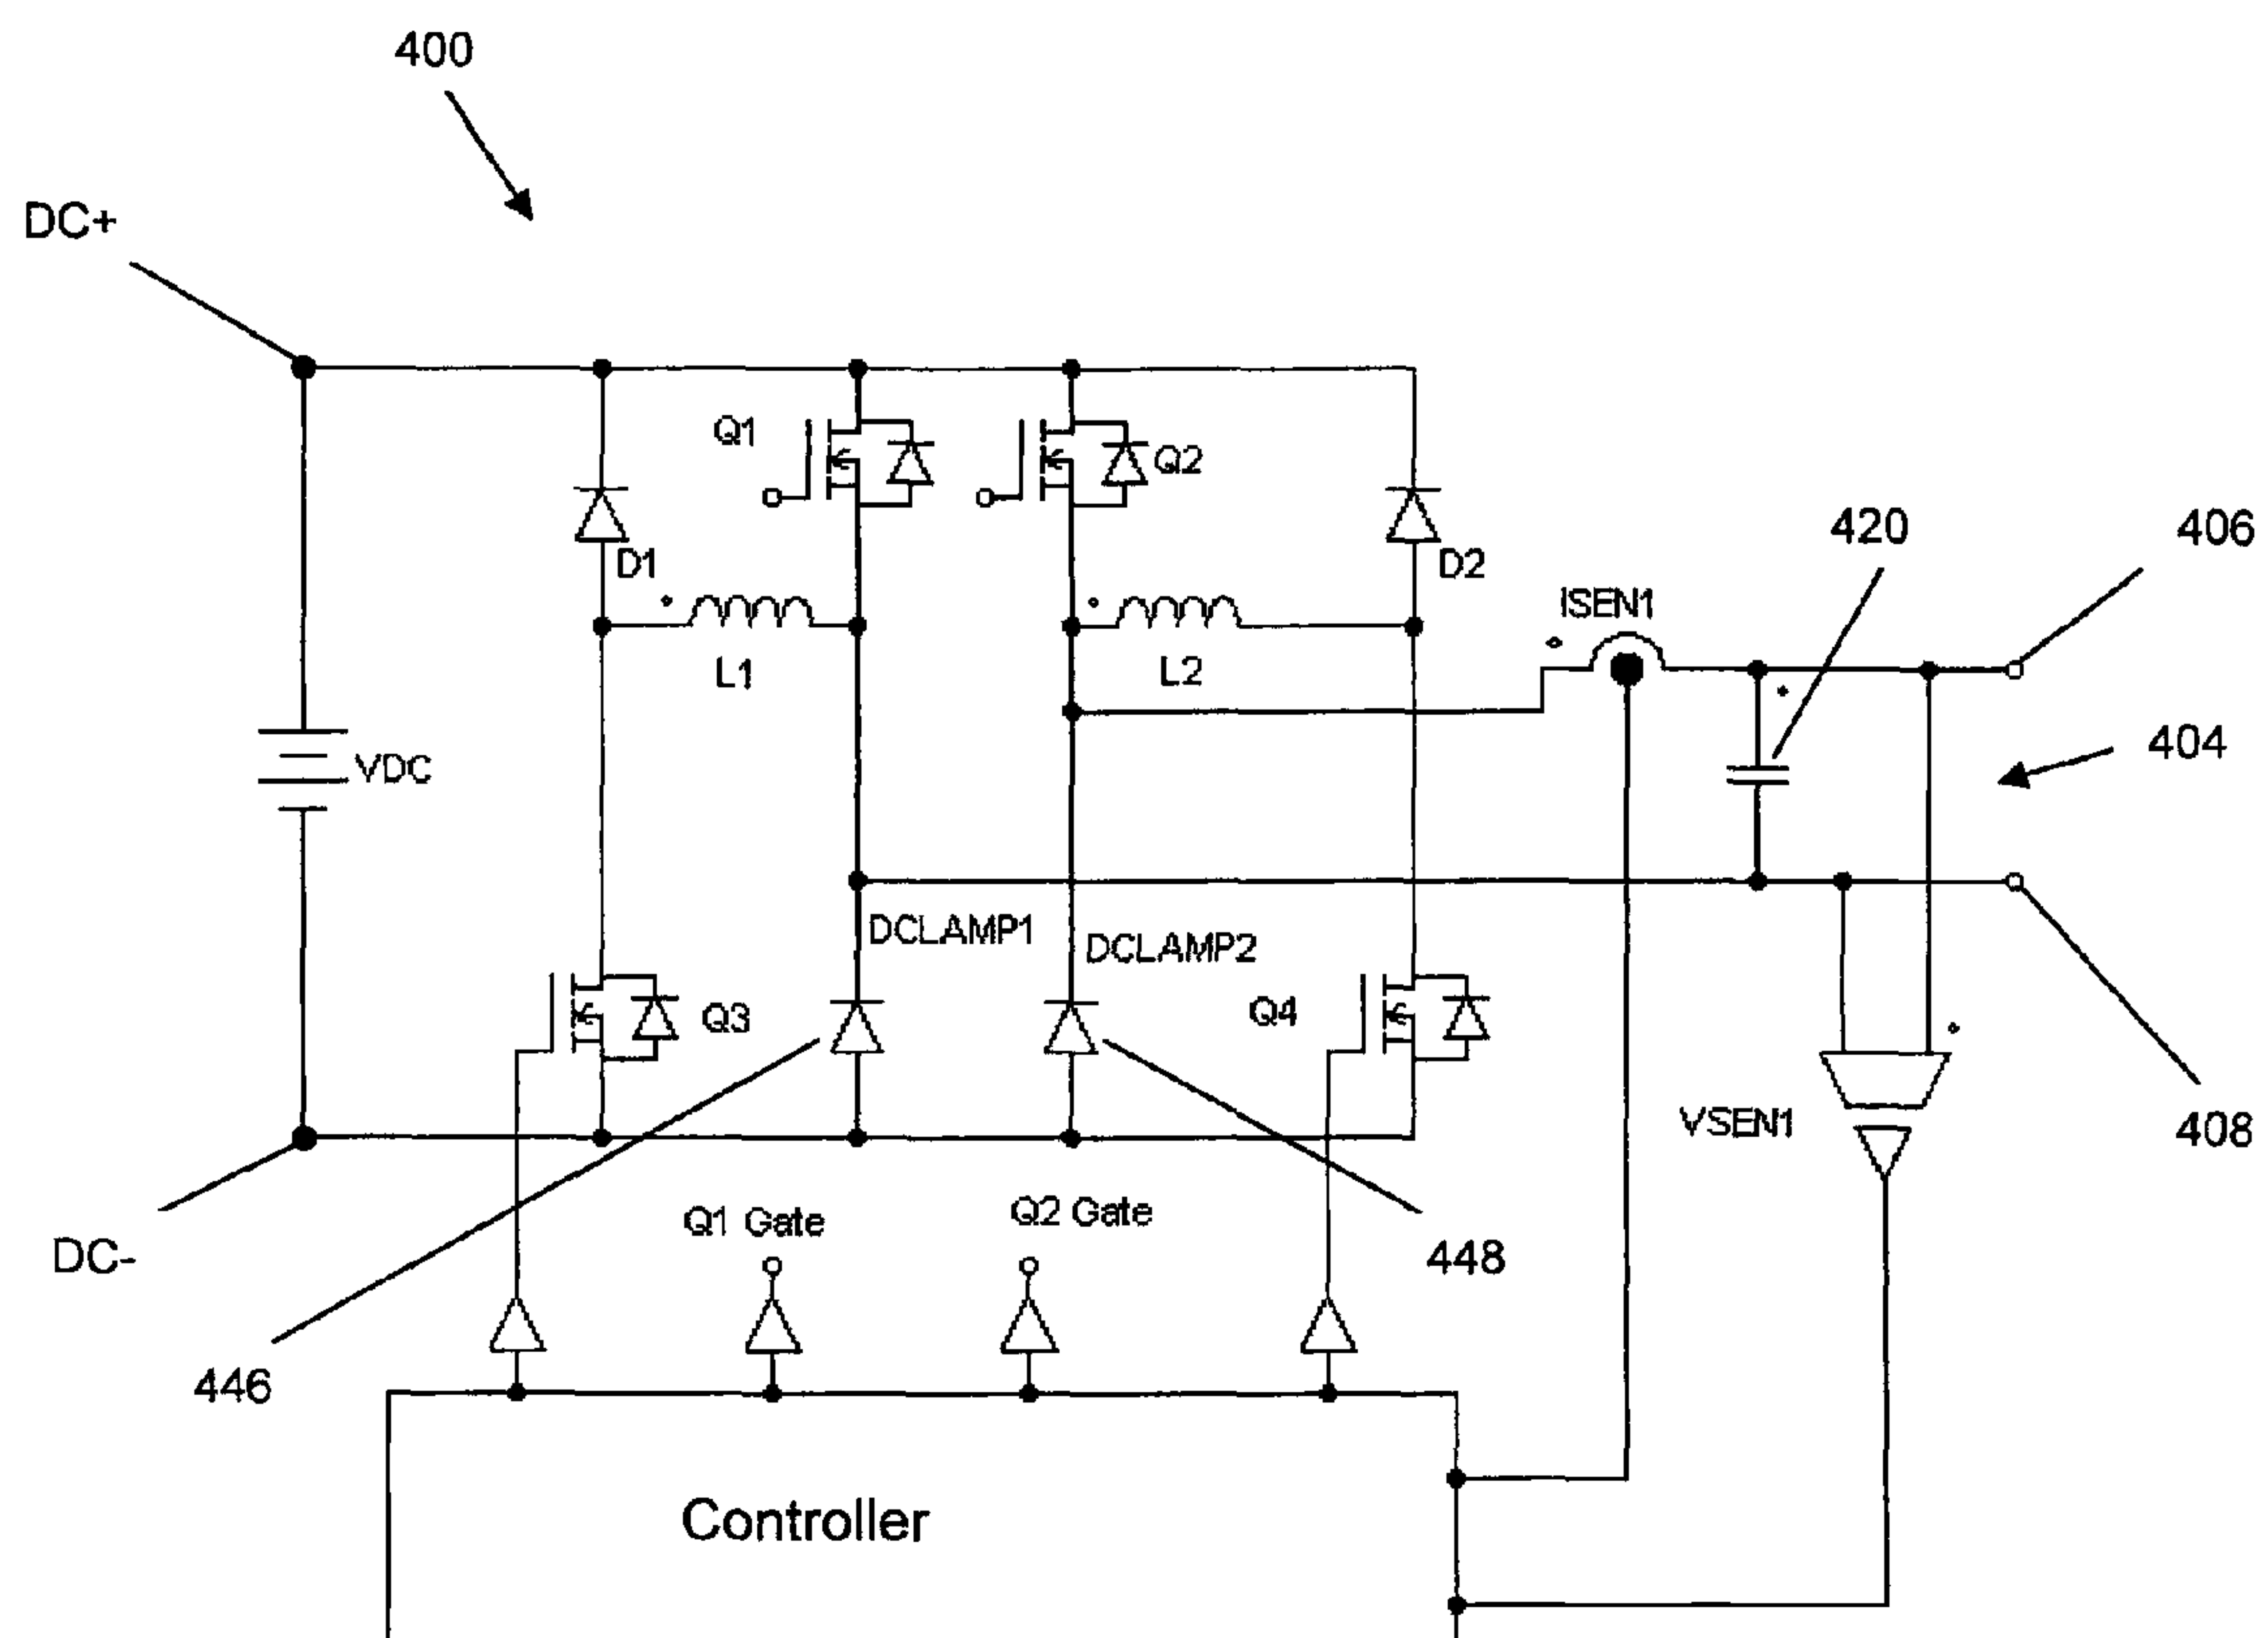 400
DC+
Q1
Q2
D1
D2
420
406
ISEN1
L1
L2
404
VDC
DCLAMP1
DCLAMP2
Q3
Q4
VSEN1
408
Q1 Gate
Q2 Gate
DC-
448
446
Controller